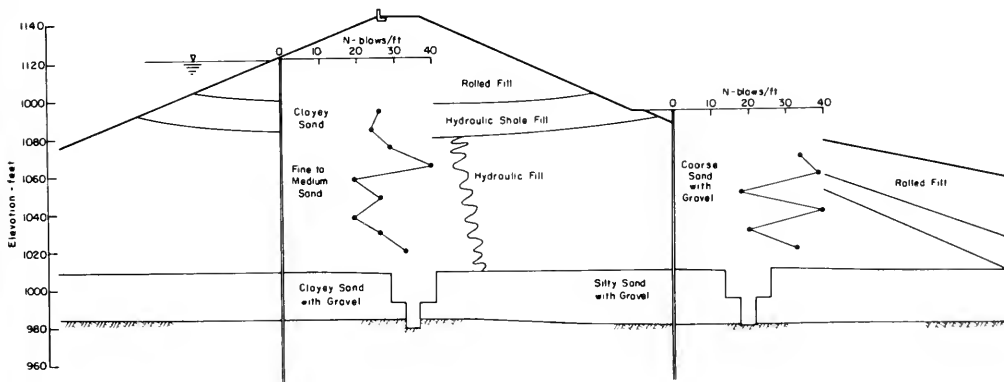 Elevation - feet
1140
1120
1000
1080
1060
1040
1020
1000
980
960
N-blows/ft
0
20
30
40
Rolled Fill
Clayey
Sand
Hydraulic Shale Fill
Fine to
Medium
Sand
Hydraulic Fill
Clayey Sand
with Gravel
Silty Sand
with Gravel
N-blows/ft
0
10
20
30
40
Coarse
Sand
with
Gravel
Rolled Fill